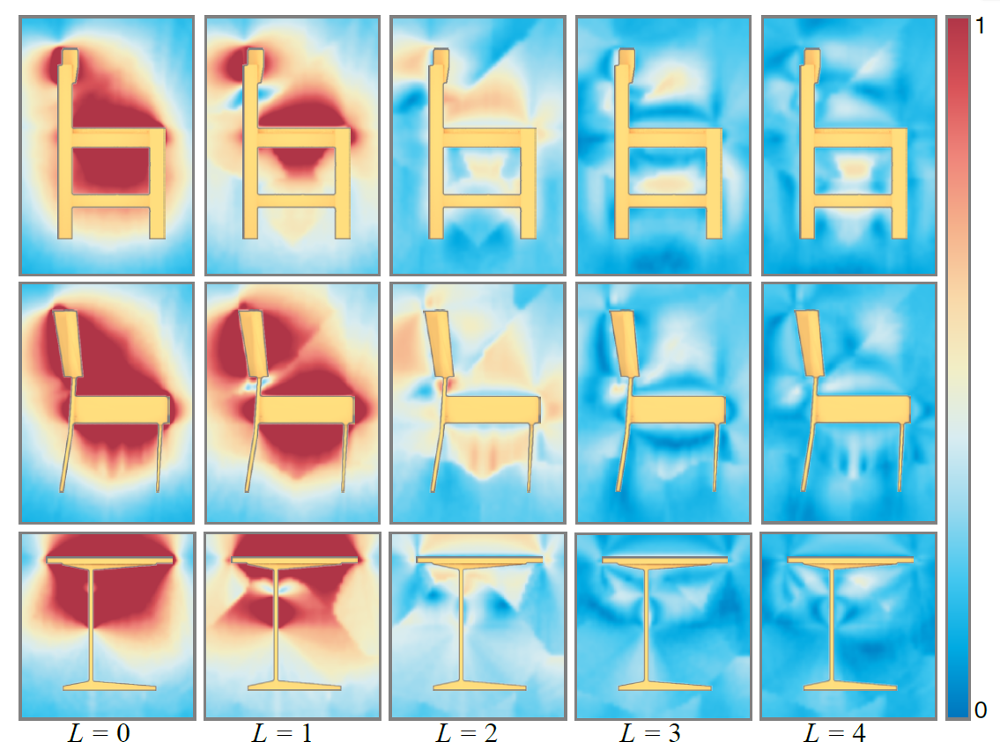 1
0
L = 0
L = 1
L = 2
L = 3
L = 4